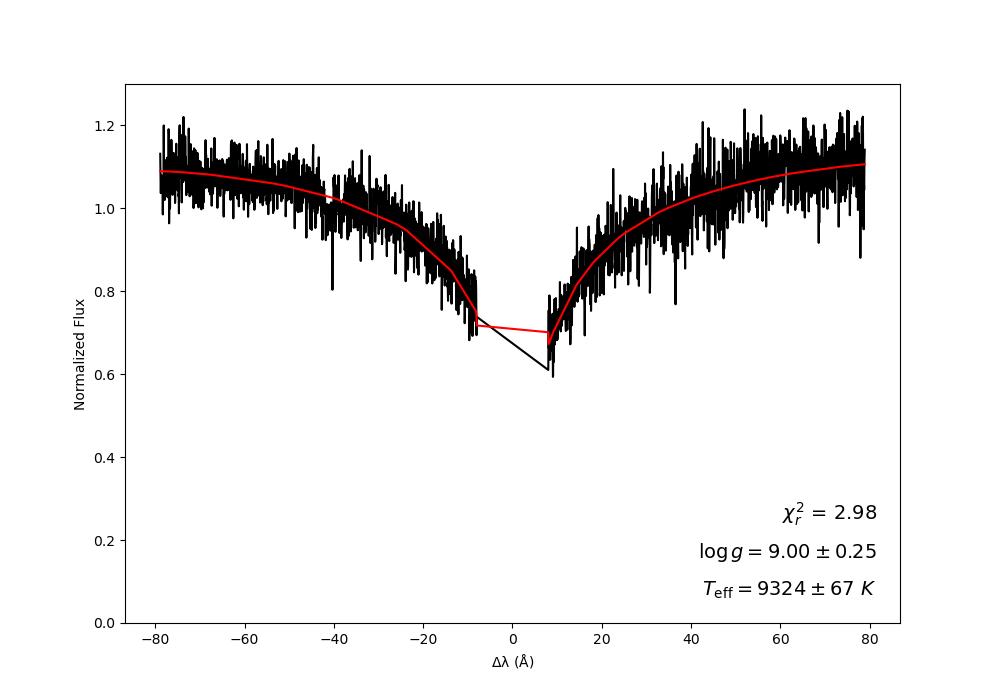 1.2
1.0
0.8
0.6
0.4
0.2
0.0
Normalized Flux
χ²ᵣ = 2.98
log g = 9.00 ± 0.25
T_eff = 9324 ± 67 K
−80 −60 −40 −20 0 20 40 60 80
Δλ (Å)